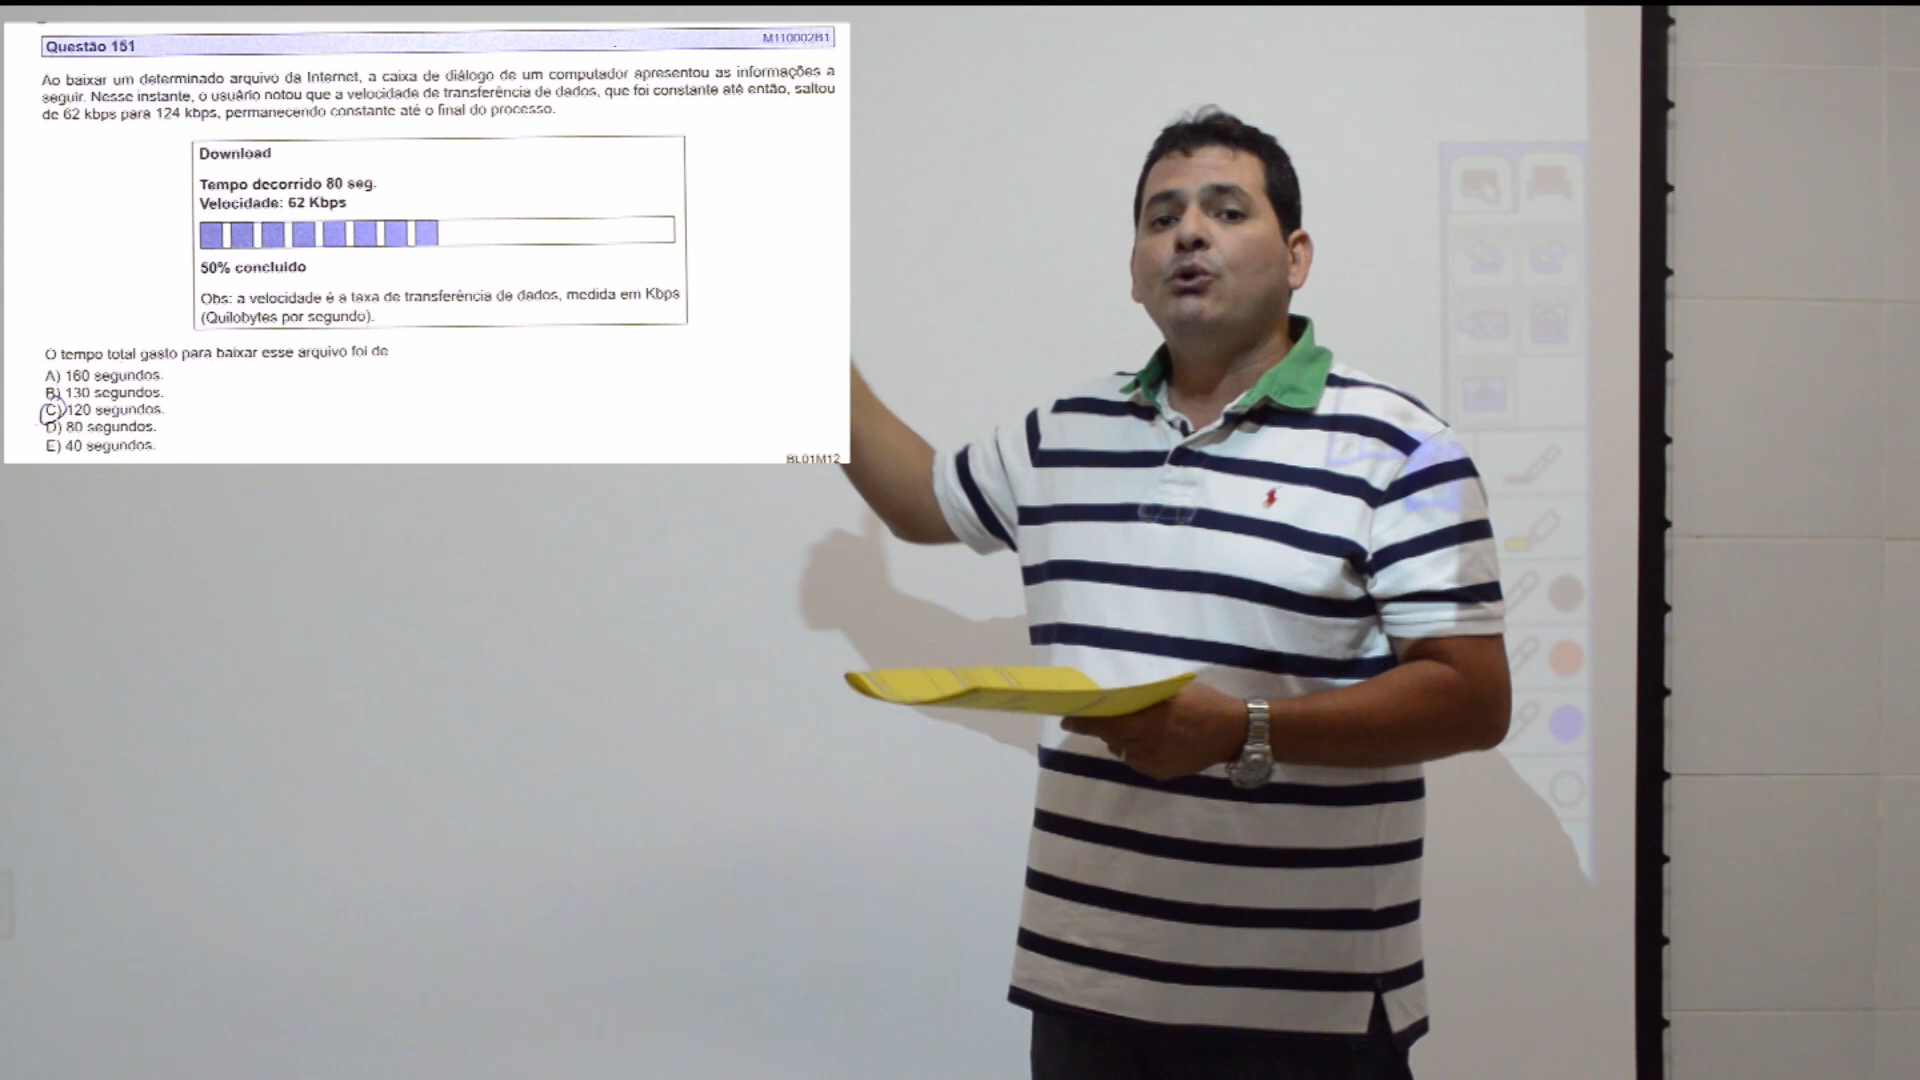 Questão 151
M110002B1
Ao baixar um determinado arquivo da Internet, a caixa de diálogo de um computador apresentou as informações a
seguir. Nesse instante, o usuário notou que a velocidade de transferência de dados, que foi constante até então, saltou
de 62 kbps para 124 kbps, permanecendo constante até o final do processo.
Download
Tempo decorrido 80 seg.
Velocidade: 62 Kbps
50% concluído
Obs: a velocidade é a taxa de transferência de dados, medida em Kbps
(Quilobytes por segundo).
O tempo total gasto para baixar esse arquivo foi de
A) 160 segundos.
B) 130 segundos.
C) 120 segundos.
D) 80 segundos.
E) 40 segundos.
BL01M12